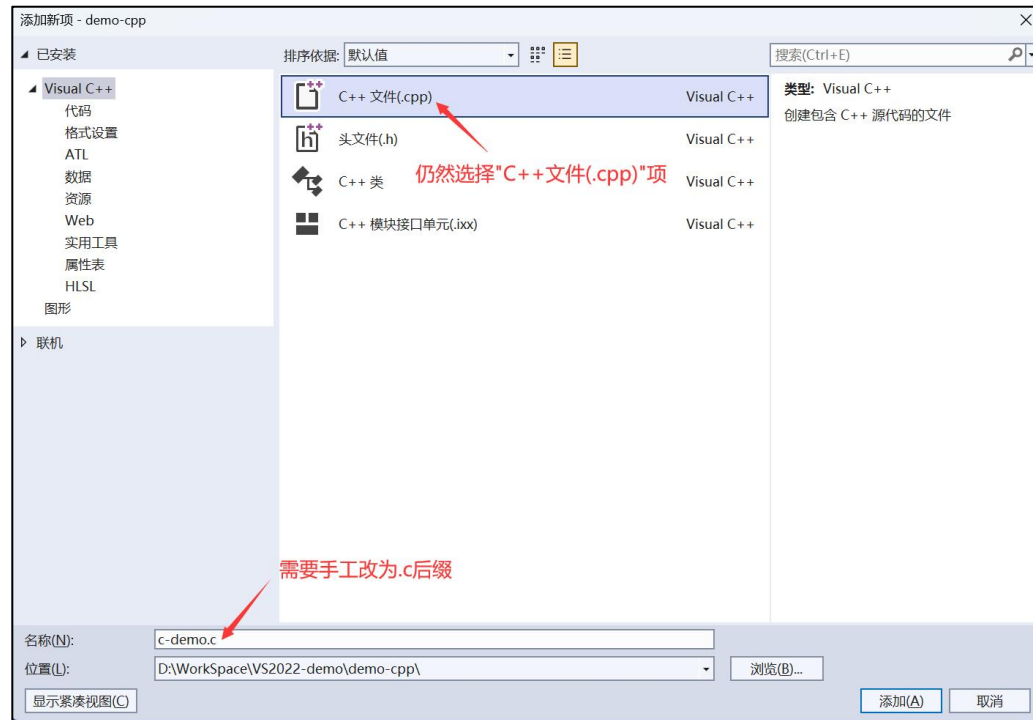 添加新项 - demo-cpp
已安装
排序依据: 默认值
搜索(Ctrl+E)
Visual C++
代码
格式设置
ATL
数据
资源
Web
实用工具
属性表
HLSL
图形
联机
C++ 文件(.cpp) Visual C++
头文件(.h) Visual C++
C++ 类 Visual C++
C++ 模块接口单元(.ixx) Visual C++
仍然选择"C++文件(.cpp)"项
类型: Visual C++
创建包含 C++ 源代码的文件
需要手工改为.c后缀
名称(N): c-demo.c
位置(L): D:\WorkSpace\VS2022-demo\demo-cpp\ 浏览(B)...
显示紧凑视图(C) 添加(A) 取消